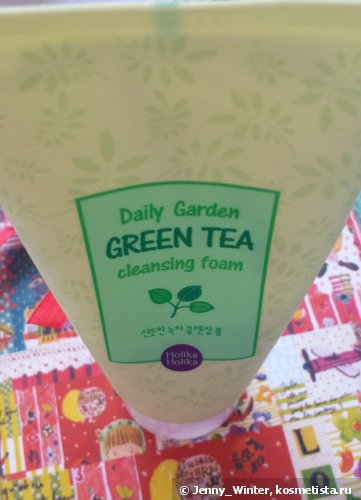 Daily Garden
GREEN TEA
cleansing foam
산뜻한 녹차 클렌징 폼
Holika
Holika
© Jenny_Winter, kosmetista.ru